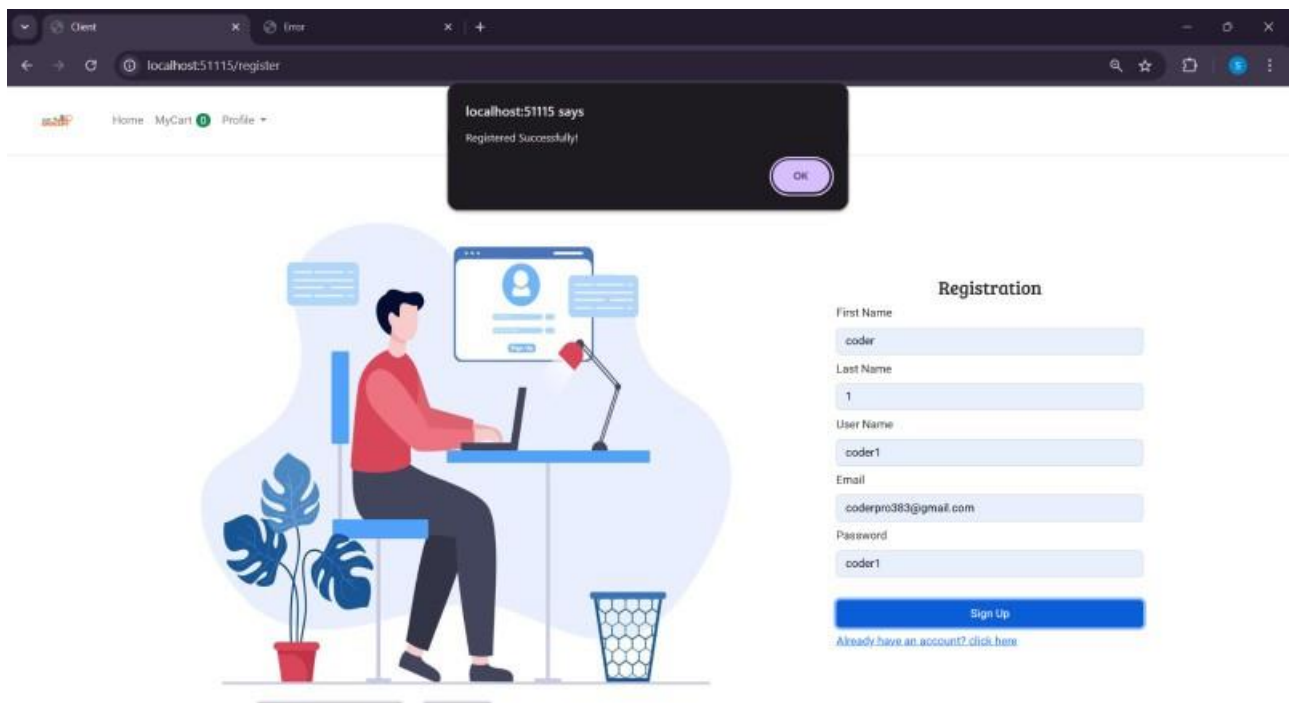 Client
Error
localhost:51115/register
S
Home MyCart 0 Profile
localhost:51115 says
Registered Successfully!
OK
Sign Up
Registration
First Name
coder
Last Name
1
User Name
coder1
Email
coderpro383@gmail.com
Password
coder1
Sign Up
Already have an account? click here